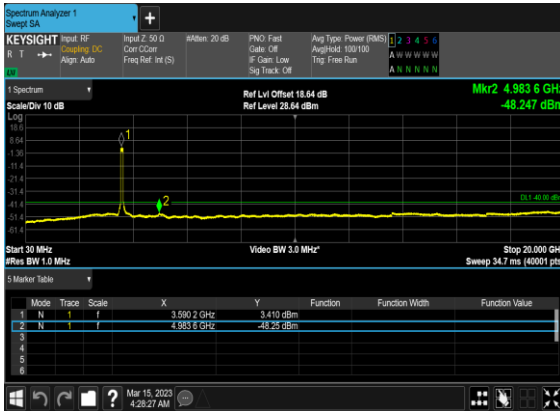 Spectrum Analyzer 1
Swept SA
+
KEYSIGHT Input: RF Input Z: 50 Ω #Atten: 20 dB PNO: Fast Avg Type: Power (RMS) 1 2 3 4 5 6
R T Coupling: DC Corr CCorr Gate: Off Avg|Hold: 100/100 A W W W W W
Align: Auto Freq Ref: Int (S) IF Gain: Low Trig: Free Run
Sig Track: Off A N N N N N
1 Spectrum
Ref Lvl Offset 18.64 dB Mkr2 4.983 6 GHz
Scale/Div 10 dB Ref Level 28.64 dBm -48.247 dBm
Log
18.6
8.64
-1.36
-11.4
-21.4
-31.4
-41.4
-51.4
-61.4
1
2
DL1 -40.00 dBm
Start 30 MHz Video BW 3.0 MHz* Stop 20.000 GHz
#Res BW 1.0 MHz Sweep 34.7 ms (40001 pts)
5 Marker Table
Mode Trace Scale X Y Function Function Width Function Value
1 N 1 f 3.590 2 GHz 3.410 dBm
2 N 1 f 4.983 6 GHz -48.25 dBm
3
4
5
6
? Mar 15, 2023
4:28:27 AM